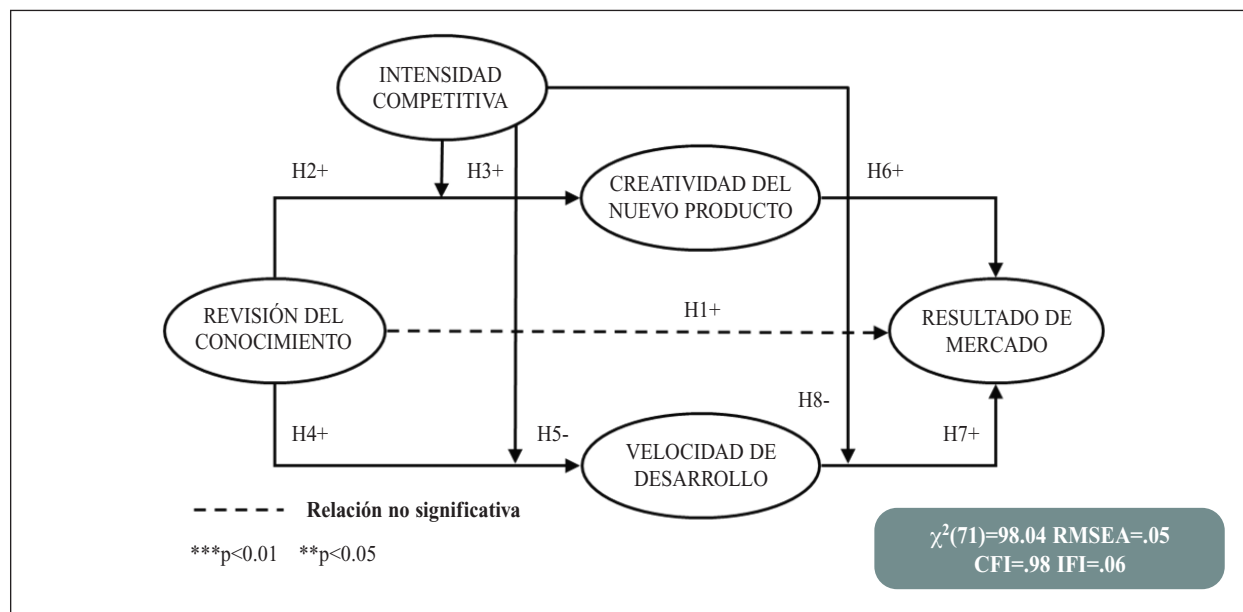 INTENSIDAD
COMPETITIVA
H2+
H3+
CREATIVIDAD DEL
NUEVO PRODUCTO
H6+
REVISIÓN DEL
CONOCIMIENTO
H1+
RESULTADO DE
MERCADO
H4+
H5-
VELOCIDAD DE
DESARROLLO
H8-
H7+
Relación no significativa
***p<0.01 **p<0.05
χ²(71)=98.04 RMSEA=.05
CFI=.98 IFI=.06